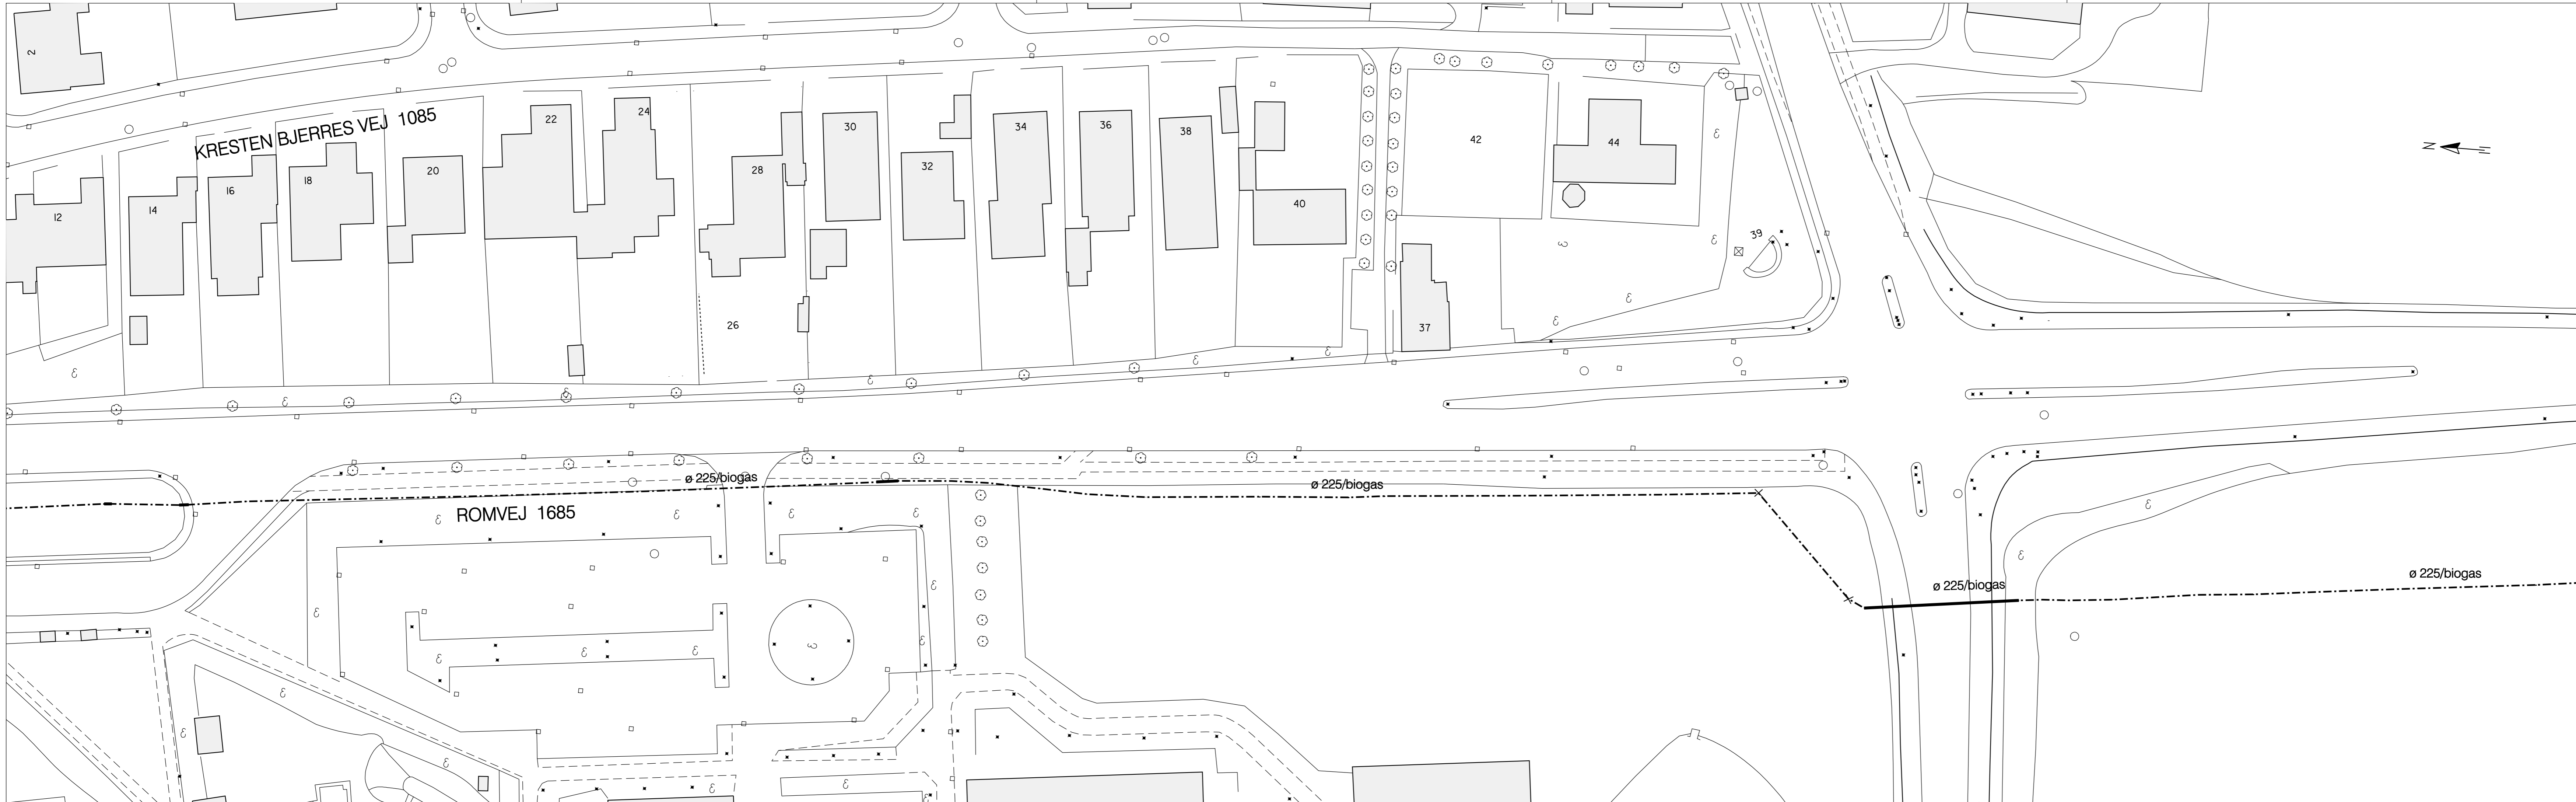 2
KRESTEN BJERRES VEJ 1085
12
14
16
18
20
22
24
26
28
30
32
34
36
38
40
42
44
37
39
N
ø 225/biogas
ø 225/biogas
ø 225/biogas
ø 225/biogas
ROMVEJ 1685